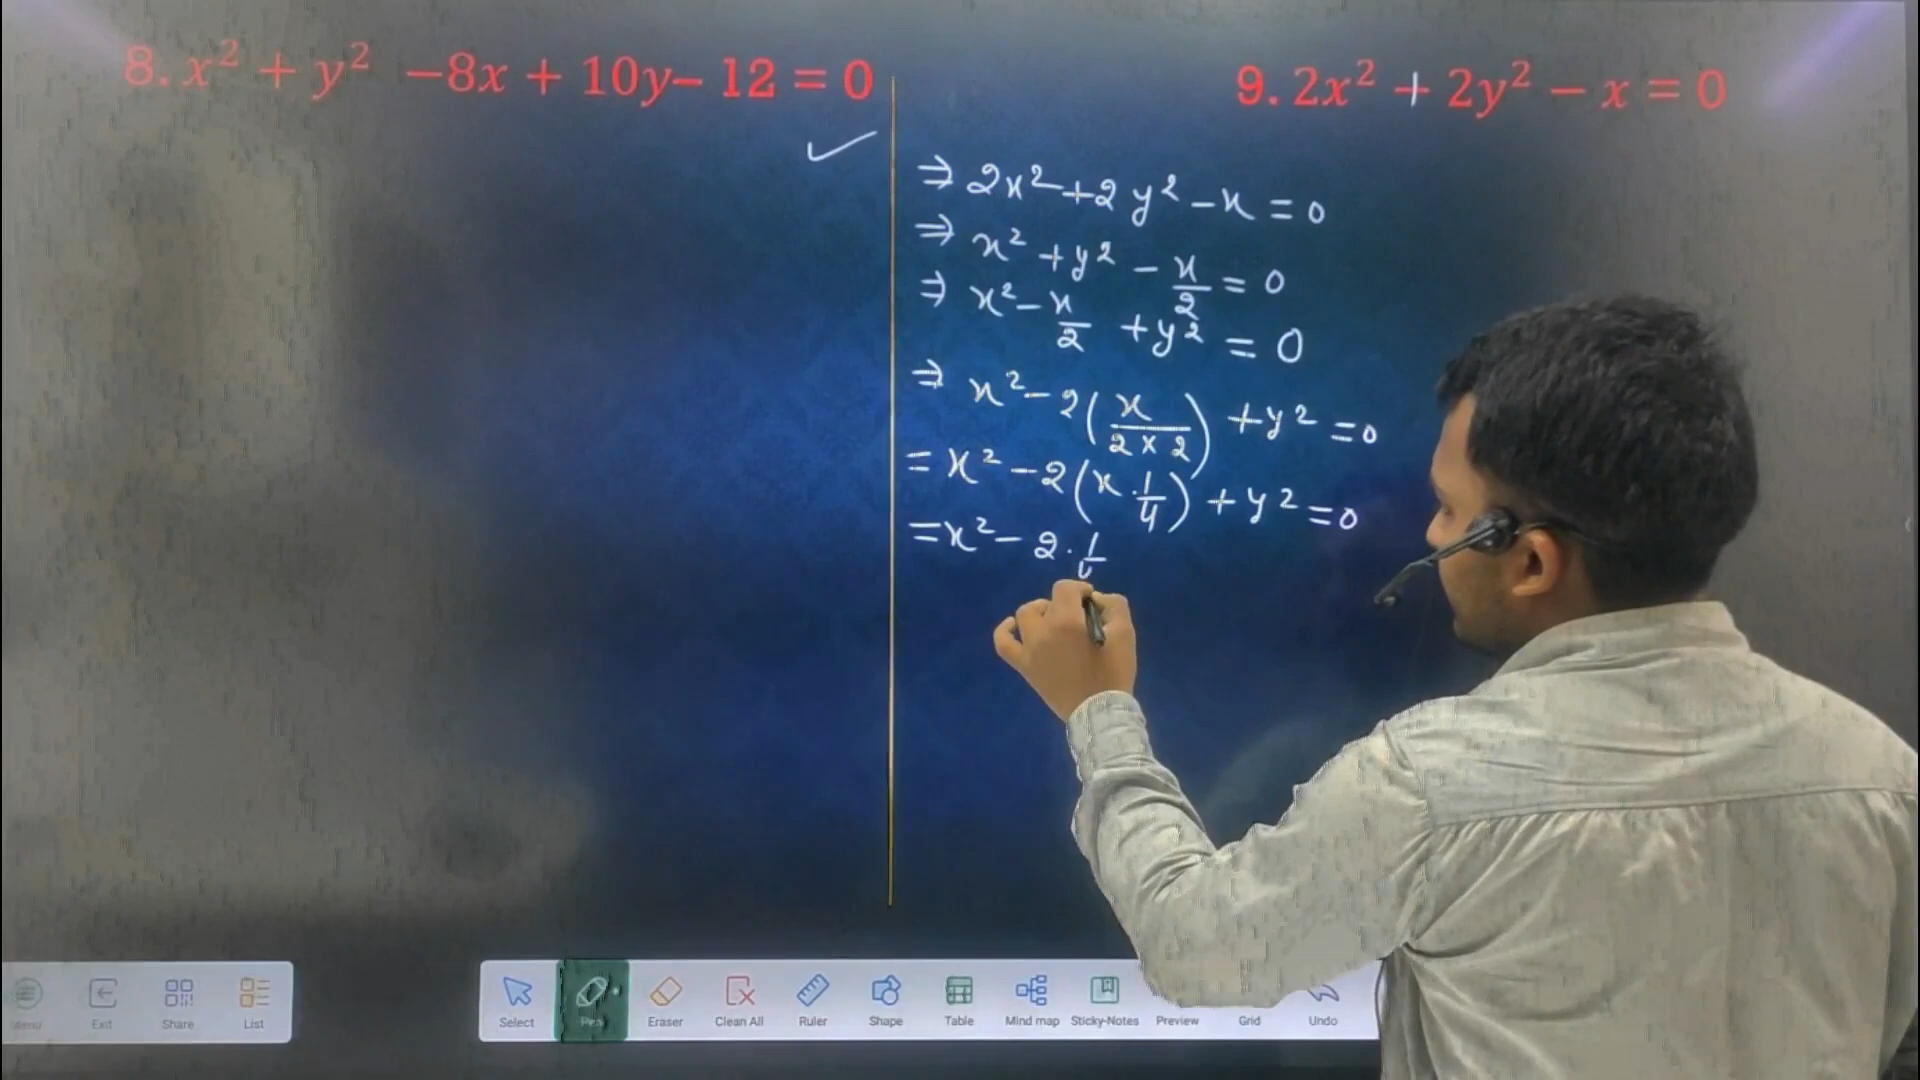 8. x² + y² −8x + 10y− 12 = 0
9. 2x² + 2y² − x = 0
⇒ 2x² + 2y² − x = 0
⇒ x² + y² − x/2 = 0
⇒ x² − x/2 + y² = 0
⇒ x² − 2(x/(2 × 2)) + y² = 0
= x² − 2(x · 1/4) + y² = 0
= x² − 2 · 1/
Menu Exit Share List
Select Pen Eraser Clean All Ruler Shape Table Mind map Sticky-Notes Preview Grid Undo